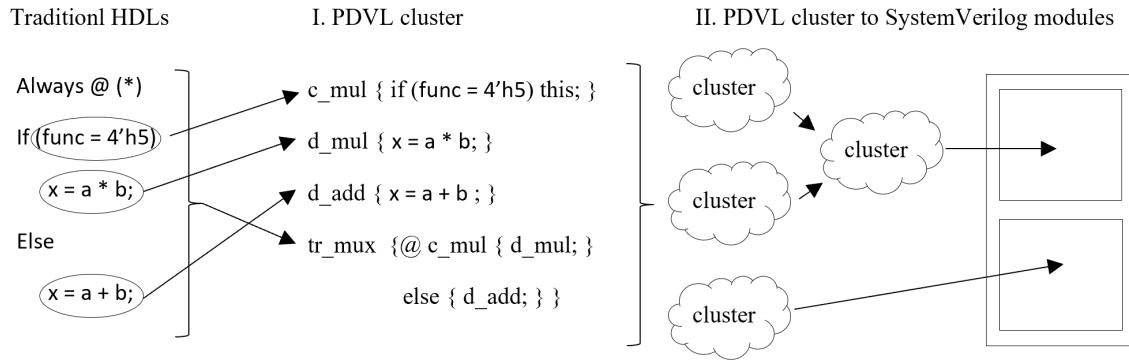 Traditionl HDLs
I. PDVL cluster
II. PDVL cluster to SystemVerilog modules
Always @ (*)
If (func = 4’h5)
x = a * b;
Else
x = a + b;
c_mul { if (func = 4’h5) this; }
d_mul { x = a * b; }
d_add { x = a + b ; }
tr_mux {@ c_mul { d_mul; }
else { d_add; } }
cluster
cluster
cluster
cluster